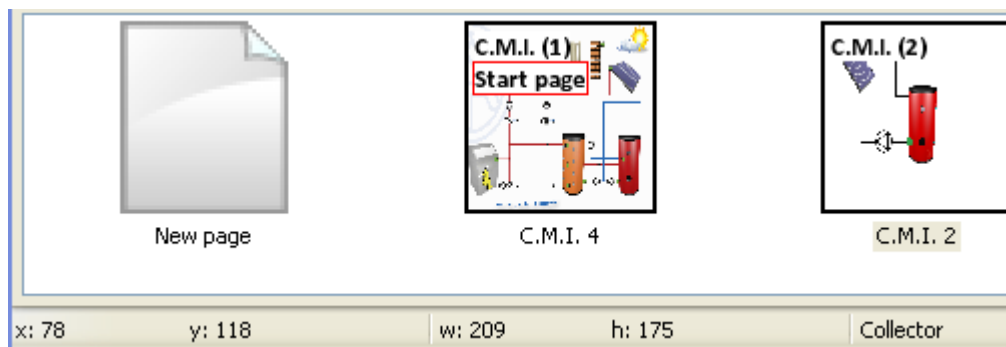 C.M.I. (1)
Start page
C.M.I. (2)
New page
C.M.I. 4
C.M.I. 2
x: 78 y: 118 w: 209 h: 175 Collector